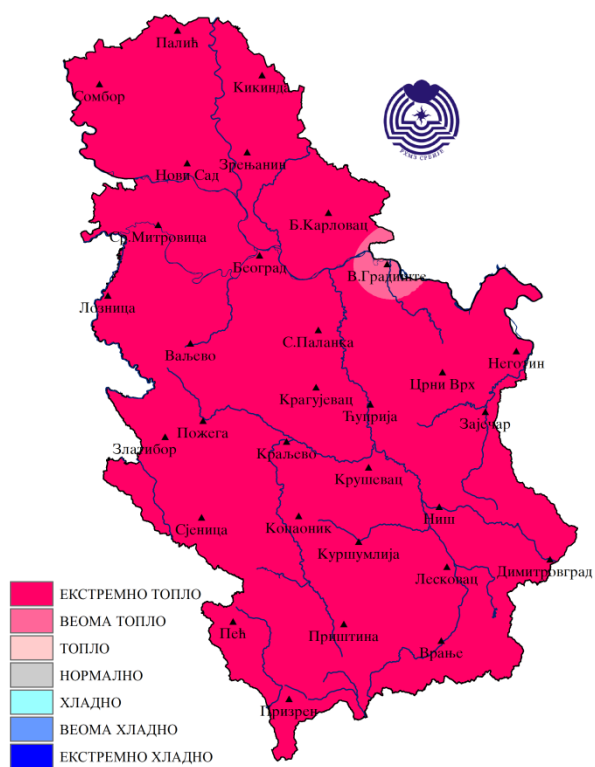 Палић
Кикинда
Сомбор
РХМЗ СРБИЈЕ
Зрењанин
Нови Сад
Б.Карловац
Ср.Митровица
Београд
В.Градиште
Лозница
С.Паланка
Ваљево
Неготин
Црни Врх
Крагујевац
Ћуприја
Зајечар
Пожега
Златибор
Краљево
Крушевац
Ниш
Сјеница
Копаоник
Куршумлија
Димитровград
Лесковац
ЕКСТРЕМНО ТОПЛО
ВЕОМА ТОПЛО
Пећ
Приштина
ТОПЛО
Врање
НОРМАЛНО
ХЛАДНО
Призрен
ВЕОМА ХЛАДНО
ЕКСТРЕМНО ХЛАДНО